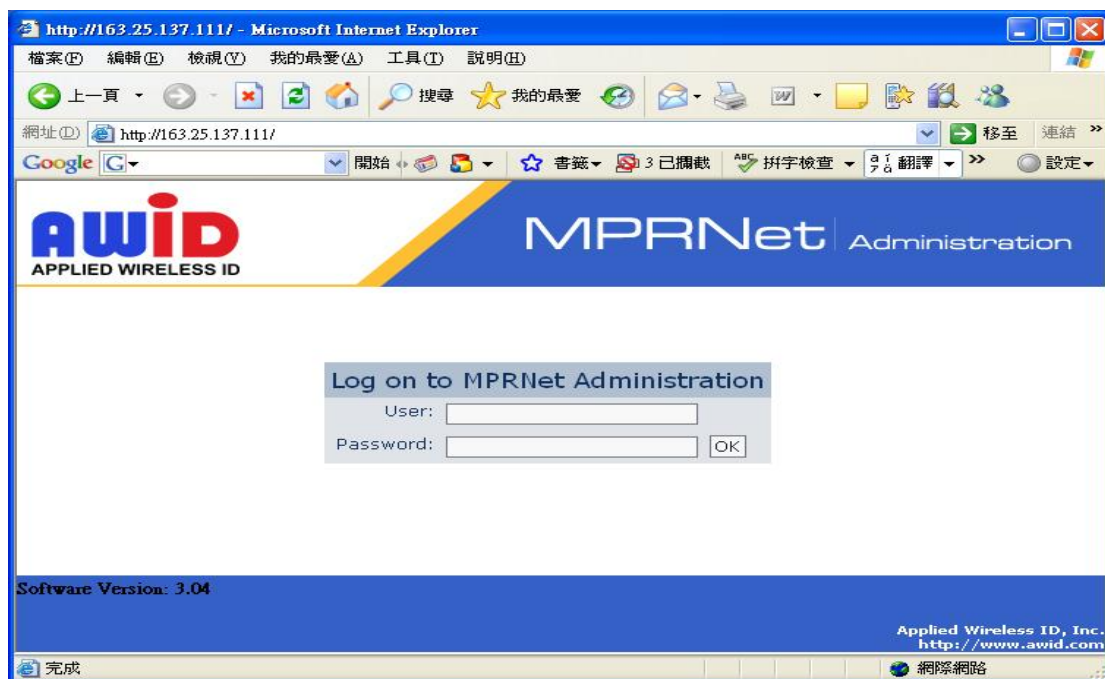 http://163.25.137.111/ - Microsoft Internet Explorer
檔案(F) 編輯(E) 檢視(V) 我的最愛(A) 工具(T) 說明(H)
上一頁 搜尋 我的最愛
網址(D) http://163.25.137.111/ 移至 連結 »
Google G 開始 書籤 3 已攔截 ABC 拼字檢查 翻譯 » 設定
AWiD
APPLIED WIRELESS ID
MPRNet Administration
Log on to MPRNet Administration
User:
Password: OK
Software Version: 3.04
Applied Wireless ID, Inc.
http://www.awid.com
完成 網際網路